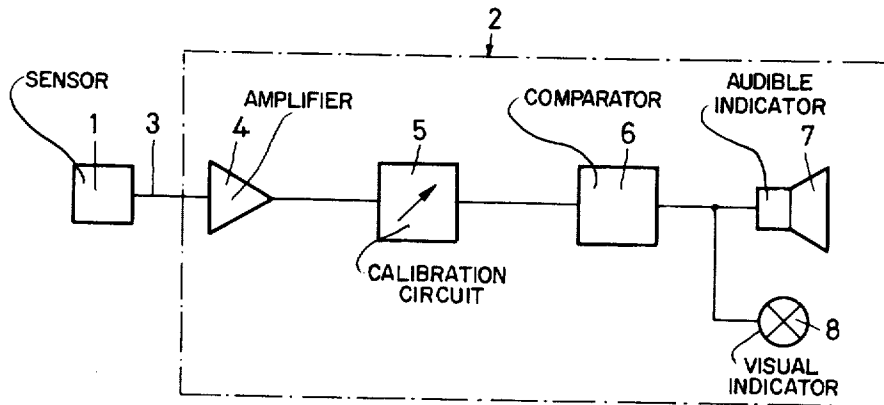 2
SENSOR
1
3
4
AMPLIFIER
5
CALIBRATION
CIRCUIT
COMPARATOR
6
AUDIBLE
INDICATOR
7
8
VISUAL
INDICATOR